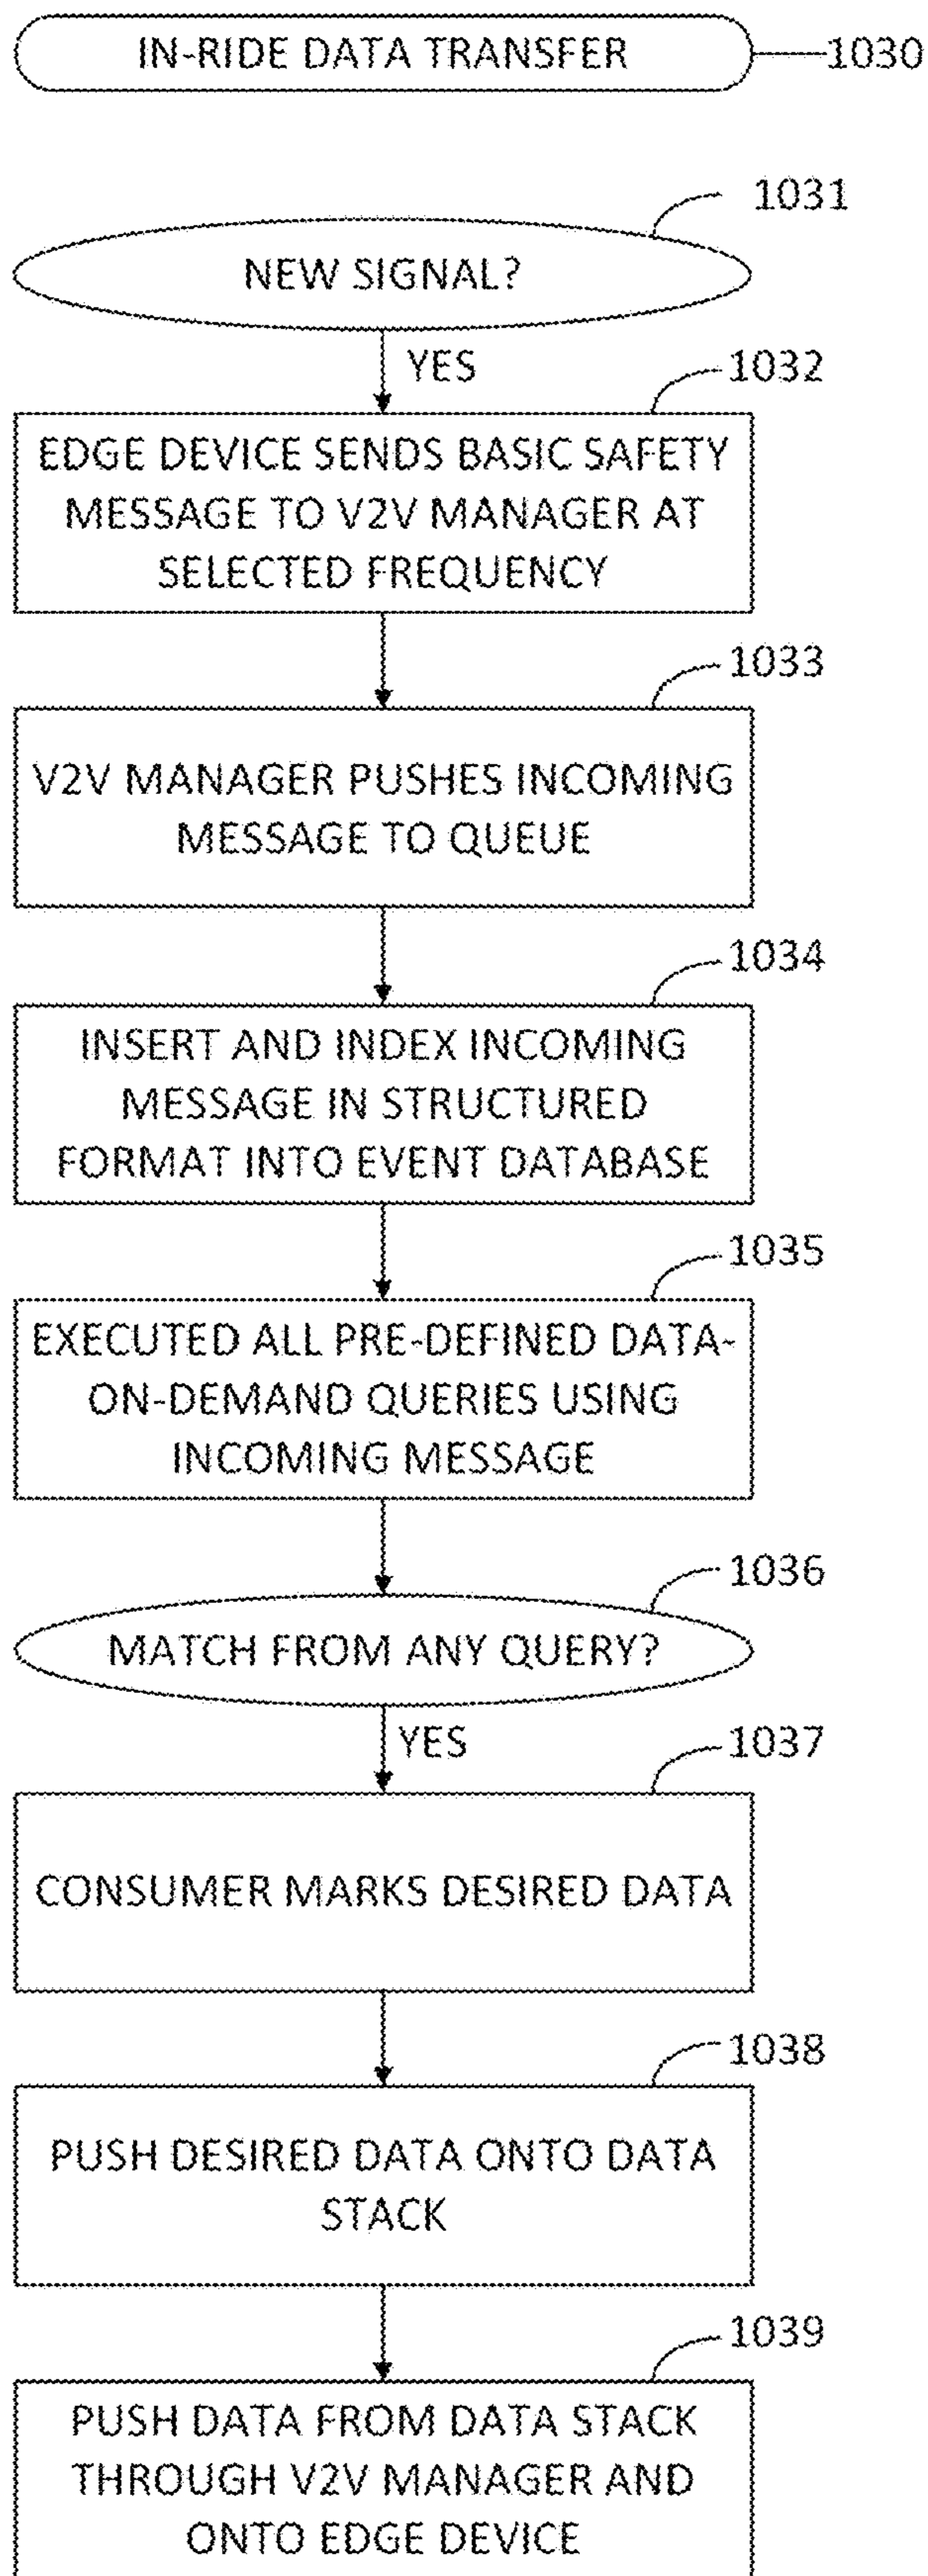 IN-RIDE DATA TRANSFER
1030
1031
NEW SIGNAL?
YES
1032
EDGE DEVICE SENDS BASIC SAFETY
MESSAGE TO V2V MANAGER AT
SELECTED FREQUENCY
1033
V2V MANAGER PUSHES INCOMING
MESSAGE TO QUEUE
1034
INSERT AND INDEX INCOMING
MESSAGE IN STRUCTURED
FORMAT INTO EVENT DATABASE
1035
EXECUTED ALL PRE-DEFINED DATA-
ON-DEMAND QUERIES USING
INCOMING MESSAGE
1036
MATCH FROM ANY QUERY?
YES
1037
CONSUMER MARKS DESIRED DATA
1038
PUSH DESIRED DATA ONTO DATA
STACK
1039
PUSH DATA FROM DATA STACK
THROUGH V2V MANAGER AND
ONTO EDGE DEVICE